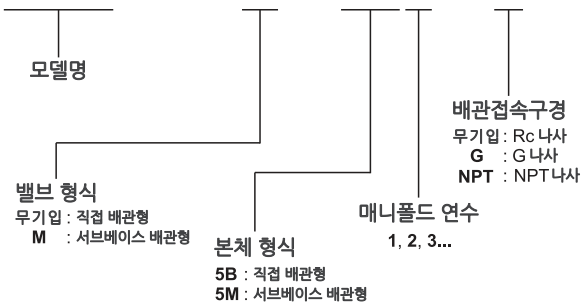 모델명
배관접속구경
무기입 : Rc 나사
G : G 나사
NPT : NPT 나사
밸브 형식
무기입 : 직접 배관형
M : 서브베이스 배관형
매니폴드 연수
1, 2, 3...
본체 형식
5B : 직접 배관형
5M : 서브베이스 배관형